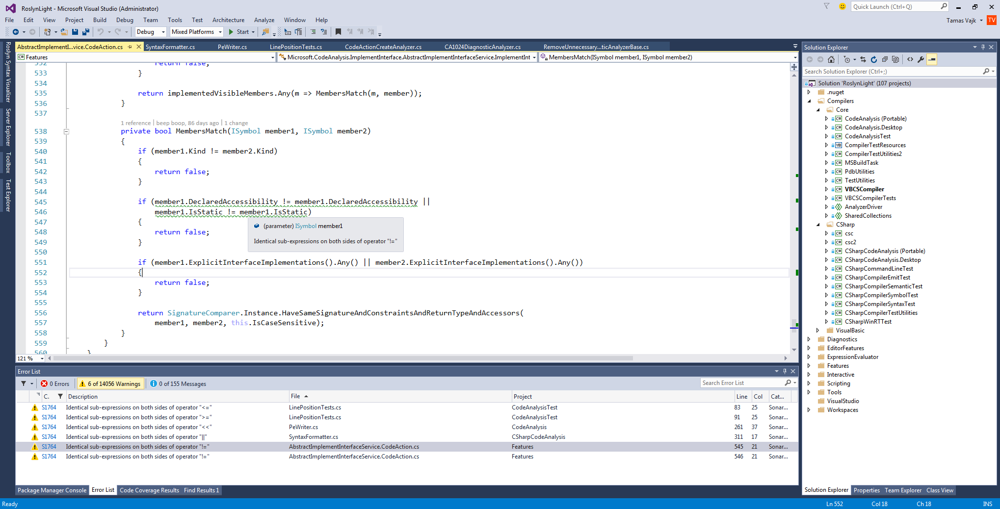 RoslynLight - Microsoft Visual Studio (Administrator)
Quick Launch (Ctrl+Q)
File Edit View Project Build Debug Team Tools Test Architecture Analyze Window Help
Tamas Vajk TV
Debug Mixed Platforms Start
Roslyn Syntax Visualizer
Server Explorer
Toolbox
Test Explorer
AbstractImplementI...vice.CodeAction.cs SyntaxFormatter.cs PeWriter.cs LinePositionTests.cs CodeActionCreateAnalyzer.cs CA1024DiagnosticAnalyzer.cs RemoveUnnecessary...ticAnalyzerBase.cs
C# Features Microsoft.CodeAnalysis.ImplementInterface.AbstractImplementInterfaceService.ImplementInt MembersMatch(ISymbol member1, ISymbol member2)
532 return false;
533 }
534
535 return implementedVisibleMembers.Any(m => MembersMatch(m, member));
536 }
537
1 reference | beep boop, 86 days ago | 1 change
538 private bool MembersMatch(ISymbol member1, ISymbol member2)
539 {
540 if (member1.Kind != member2.Kind)
541 {
542 return false;
543 }
544
545 if (member1.DeclaredAccessibility != member1.DeclaredAccessibility ||
546 member1.IsStatic != member1.IsStatic)
547 {
(parameter) ISymbol member1
548 return false;
Identical sub-expressions on both sides of operator "!="
549 }
550
551 if (member1.ExplicitInterfaceImplementations().Any() || member2.ExplicitInterfaceImplementations().Any())
552 {
553 return false;
554 }
555
556 return SignatureComparer.Instance.HaveSameSignatureAndConstraintsAndReturnTypeAndAccessors(
557 member1, member2, this.IsCaseSensitive);
558 }
559 }
560 }
121 %
Error List
0 Errors 6 of 14056 Warnings 0 of 155 Messages Search Error List
C. Description File Project Line Col Cat...
S1764 Identical sub-expressions on both sides of operator "<=" LinePositionTests.cs CodeAnalysisTest 83 25 Sonar...
S1764 Identical sub-expressions on both sides of operator ">=" LinePositionTests.cs CodeAnalysisTest 91 25 Sonar...
S1764 Identical sub-expressions on both sides of operator "<<" PeWriter.cs CodeAnalysis 261 37 Sonar...
S1764 Identical sub-expressions on both sides of operator "||" SyntaxFormatter.cs CSharpCodeAnalysis 311 17 Sonar...
S1764 Identical sub-expressions on both sides of operator "!=" AbstractImplementInterfaceService.CodeAction.cs Features 545 21 Sonar...
S1764 Identical sub-expressions on both sides of operator "!=" AbstractImplementInterfaceService.CodeAction.cs Features 546 21 Sonar...
Package Manager Console Error List Code Coverage Results Find Results 1
Solution Explorer
Search Solution Explorer (Ctrl+;)
Solution 'RoslynLight' (107 projects)
.nuget
Compilers
Core
C# CodeAnalysis (Portable)
C# CodeAnalysis.Desktop
C# CodeAnalysisTest
VB CompilerTestResources
C# CompilerTestUtilities2
C# MSBuildTask
C# PdbUtilities
C# TestUtilities
C# VBCSCompiler
C# VBCSCompilerTests
AnalyzerDriver
SharedCollections
CSharp
C# csc
C# csc2
C# CSharpCodeAnalysis (Portable)
C# CSharpCodeAnalysis.Desktop
C# CSharpCommandLineTest
C# CSharpCompilerEmitTest
C# CSharpCompilerSemanticTest
C# CSharpCompilerSymbolTest
C# CSharpCompilerSyntaxTest
C# CSharpCompilerTestUtilities
C# CSharpWinRTTest
VisualBasic
Diagnostics
EditorFeatures
ExpressionEvaluator
Features
Interactive
Scripting
Tools
VisualStudio
Workspaces
Solution Explorer Properties Team Explorer Class View
Ready Ln 552 Col 18 Ch 18 INS